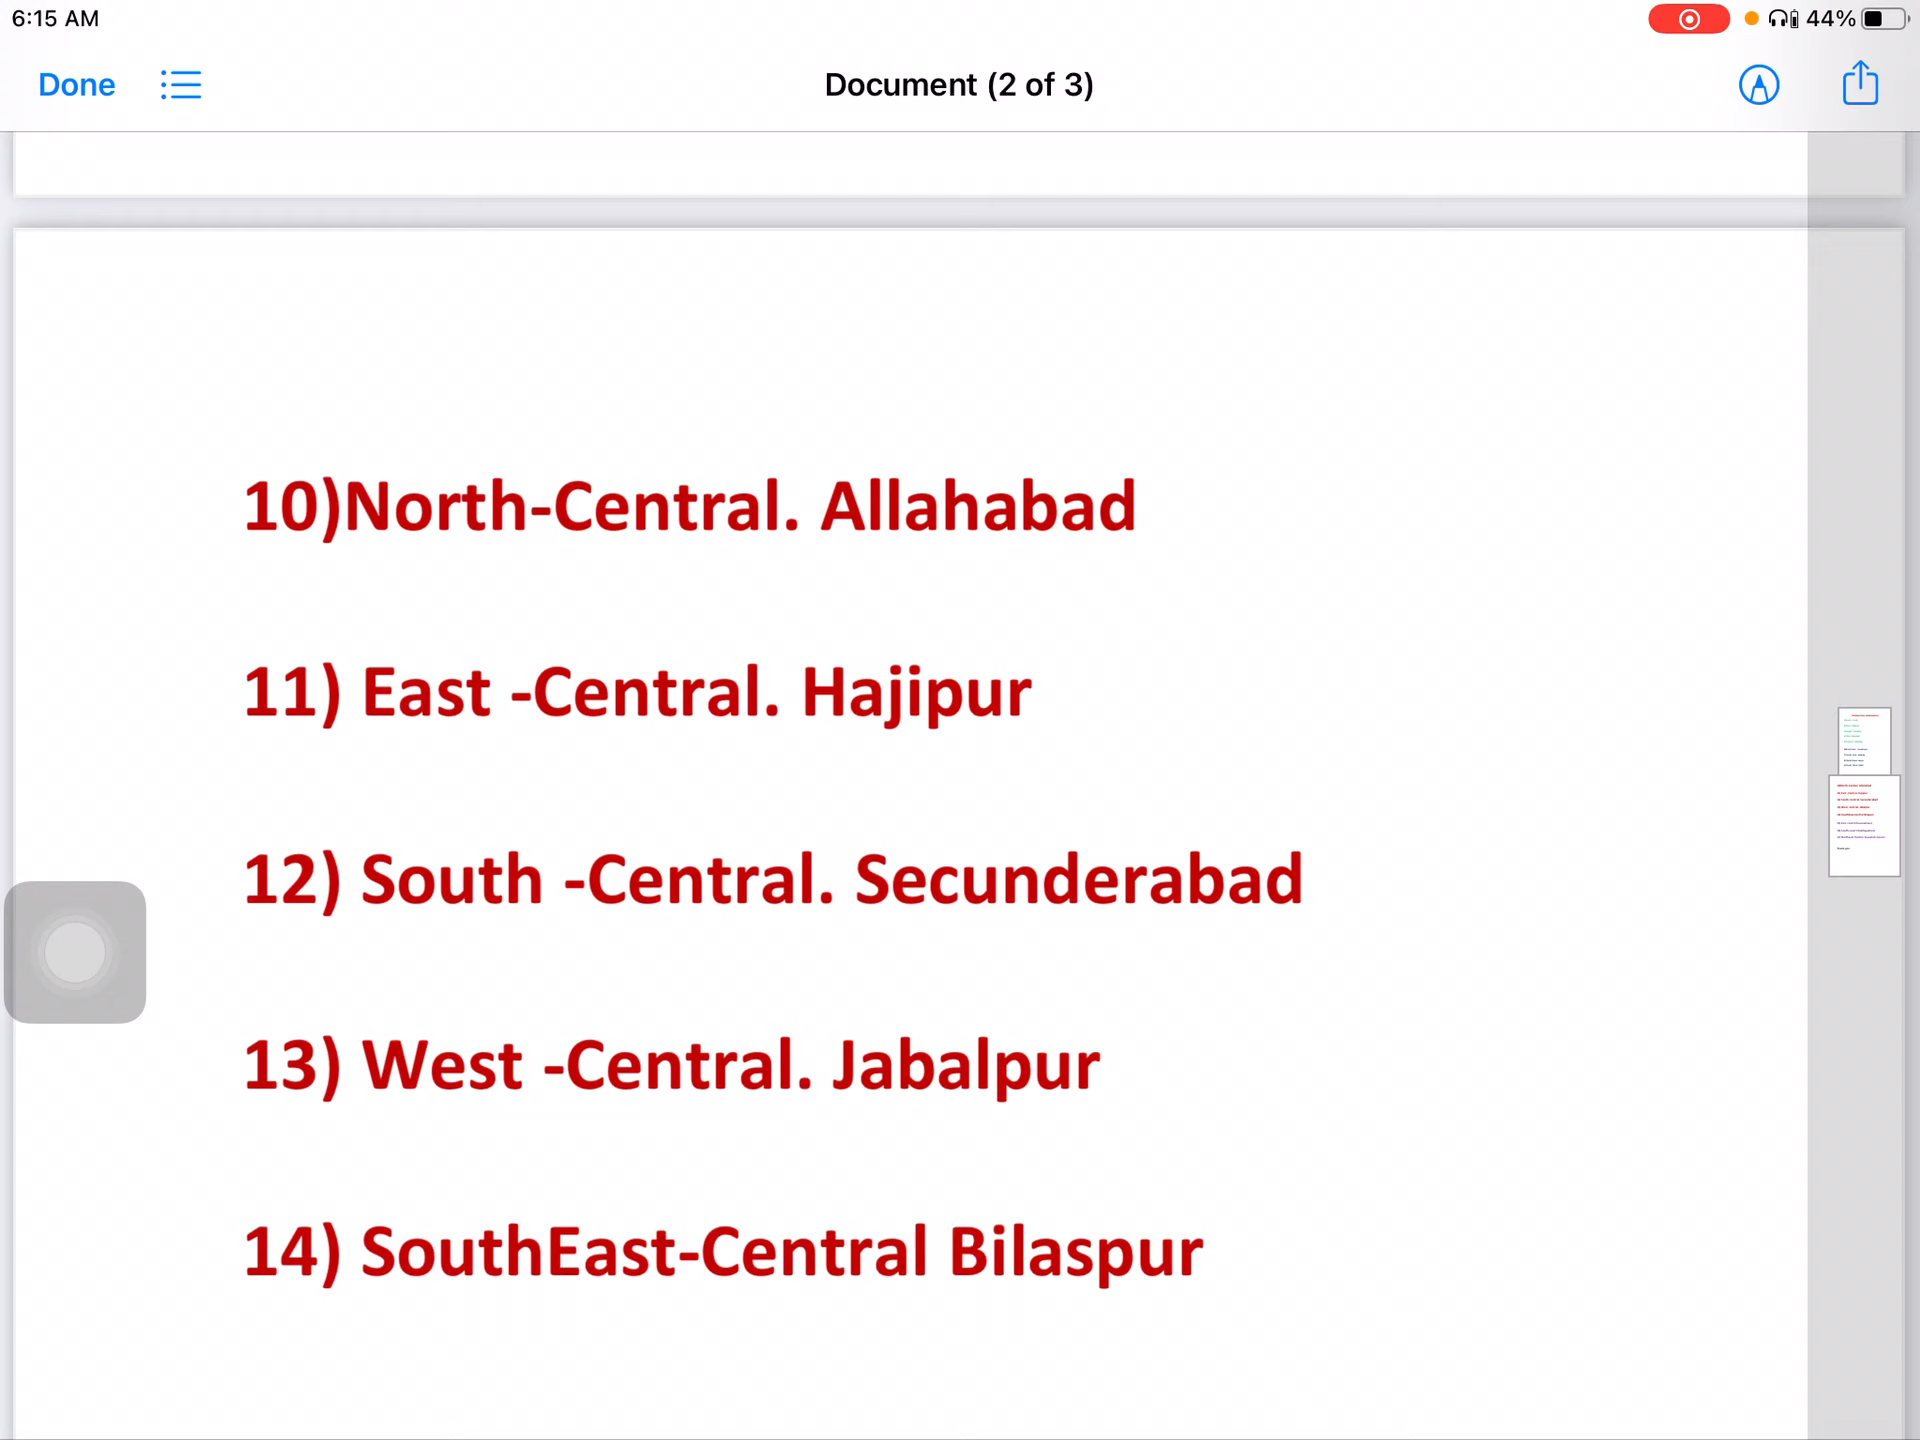 6:15 AM
44%
Done
Document (2 of 3)
10)North-Central. Allahabad
11) East -Central. Hajipur
12) South -Central. Secunderabad
13) West -Central. Jabalpur
14) SouthEast-Central Bilaspur